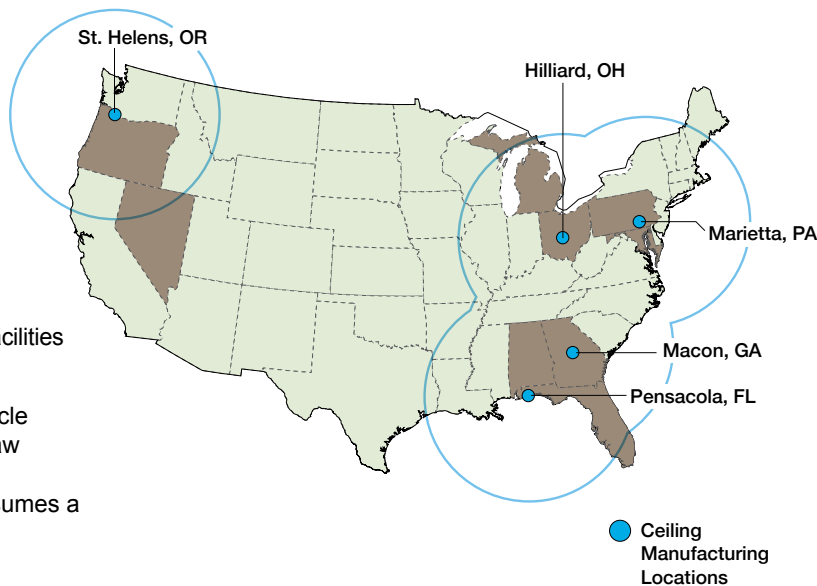 St. Helens, OR
Hilliard, OH
Marietta, PA
Macon, GA
Pensacola, FL
Ceiling
Manufacturing
Locations